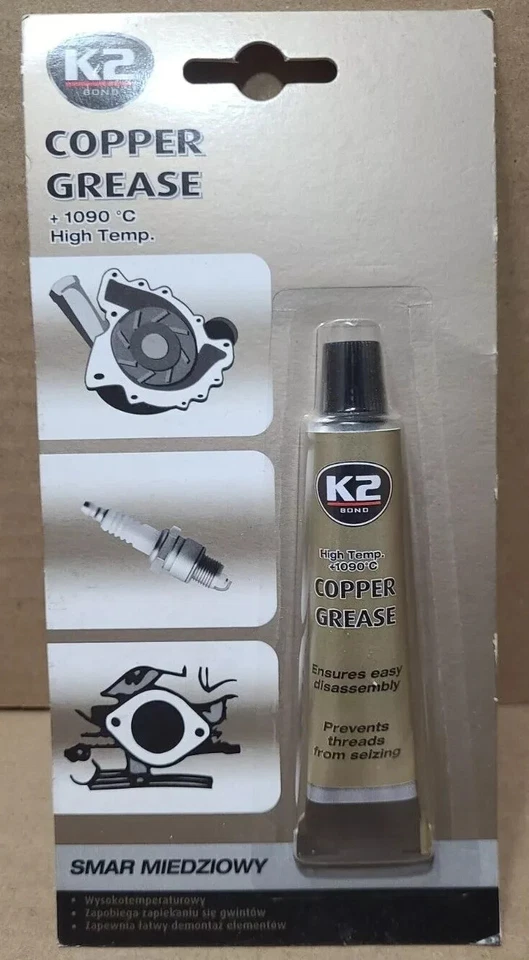 K2
BOND
COPPER
GREASE
+ 1090 °C
High Temp.
K2
BOND
High Temp.
+1090°C
COPPER
GREASE
Ensures easy
disassembly
Prevents
threads
from seizing
SMAR MIEDZIOWY
• Wysokotemperaturowy
• Zapobiega zapiekaniu się gwintów
• Zapewnia łatwy demontaż elementów